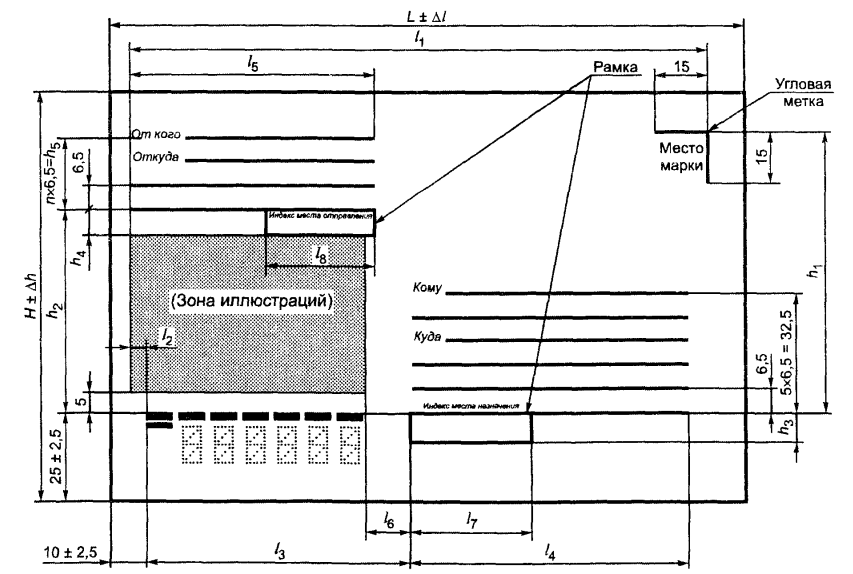 L ± Δl
l1
l5
Рамка
15
Угловая
метка
От кого
Откуда
Место
марки
15
n×6,5=h5
6,5
Индекс места отправления
h4
l8
(Зона иллюстраций)
h1
H ± Δh
h2
l2
Кому
Куда
6,5
5×6,5 = 32,5
5
Индекс места назначения
h3
25 ± 2,5
l6
l7
10 ± 2,5
l3
l4